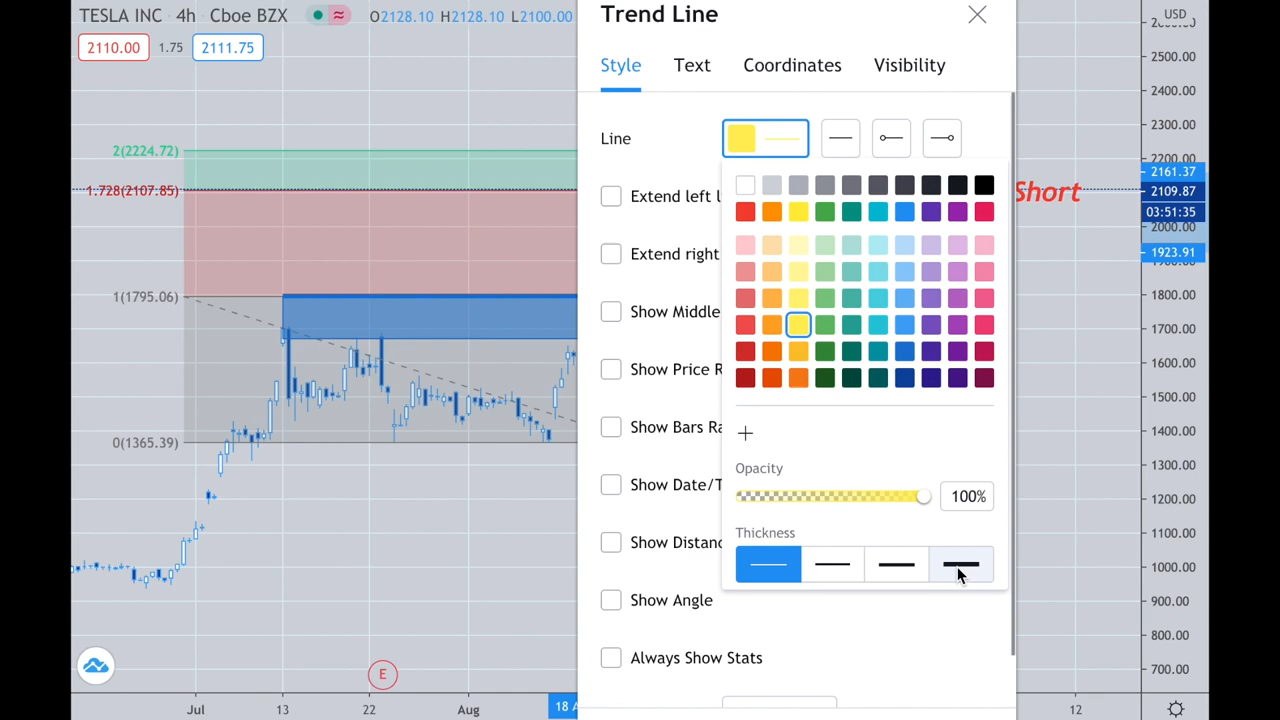 TESLA INC · 4h · Cboe BZX ≈ O2128.10 H2128.10 L2100.00
2110.00 1.75 2111.75
2(2224.72)
1.728(2107.85)
1(1795.06)
0(1365.39)
E
Jul 13 22 Aug 18 A
Trend Line
Style Text Coordinates Visibility
Line
Extend left l
Extend right
Show Middle
Show Price R
Show Bars Ra
Show Date/T
Show Distanc
Show Angle
Always Show Stats
+
Opacity
100%
Thickness
Short
USD
2500.00
2400.00
2300.00
2200.00
2161.37
2109.87
03:51:35
2000.00
1923.91
1800.00
1700.00
1600.00
1500.00
1400.00
1300.00
1200.00
1100.00
1000.00
900.00
800.00
700.00
12